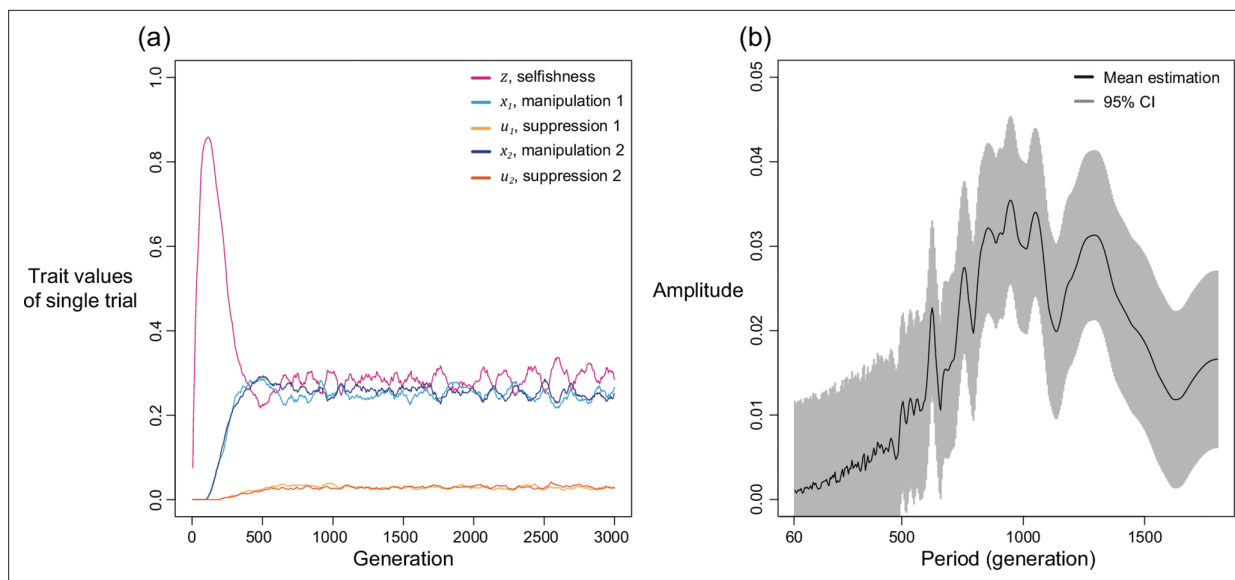 (a)
1.0
0.8
0.6
0.4
0.2
0.0
Trait values
of single trial
z, selfishness
x1, manipulation 1
u1, suppression 1
x2, manipulation 2
u2, suppression 2
0 500 1000 1500 2000 2500 3000
Generation
(b)
0.05
0.04
0.03
0.02
0.01
0.00
Amplitude
Mean estimation
95% CI
60 500 1000 1500
Period (generation)